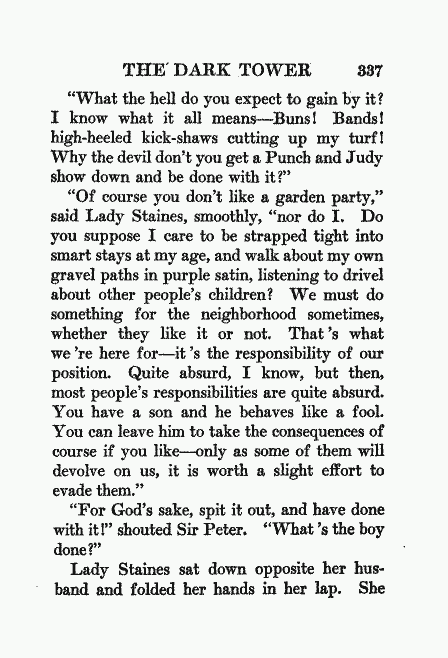 THE DARK TOWER 337
“What the hell do you expect to gain by it?
I know what it all means—Buns! Bands!
high-heeled kick-shaws cutting up my turf!
Why the devil don’t you get a Punch and Judy
show down and be done with it?”
“Of course you don’t like a garden party,”
said Lady Staines, smoothly, “nor do I. Do
you suppose I care to be strapped tight into
smart stays at my age, and walk about my own
gravel paths in purple satin, listening to drivel
about other people’s children? We must do
something for the neighborhood sometimes,
whether they like it or not. That ’s what
we ’re here for—it ’s the responsibility of our
position. Quite absurd, I know, but then,
most people’s responsibilities are quite absurd.
You have a son and he behaves like a fool.
You can leave him to take the consequences of
course if you like—only as some of them will
devolve on us, it is worth a slight effort to
evade them.”
“For God’s sake, spit it out, and have done
with it!” shouted Sir Peter. “What ’s the boy
done?”
Lady Staines sat down opposite her hus-
band and folded her hands in her lap. She